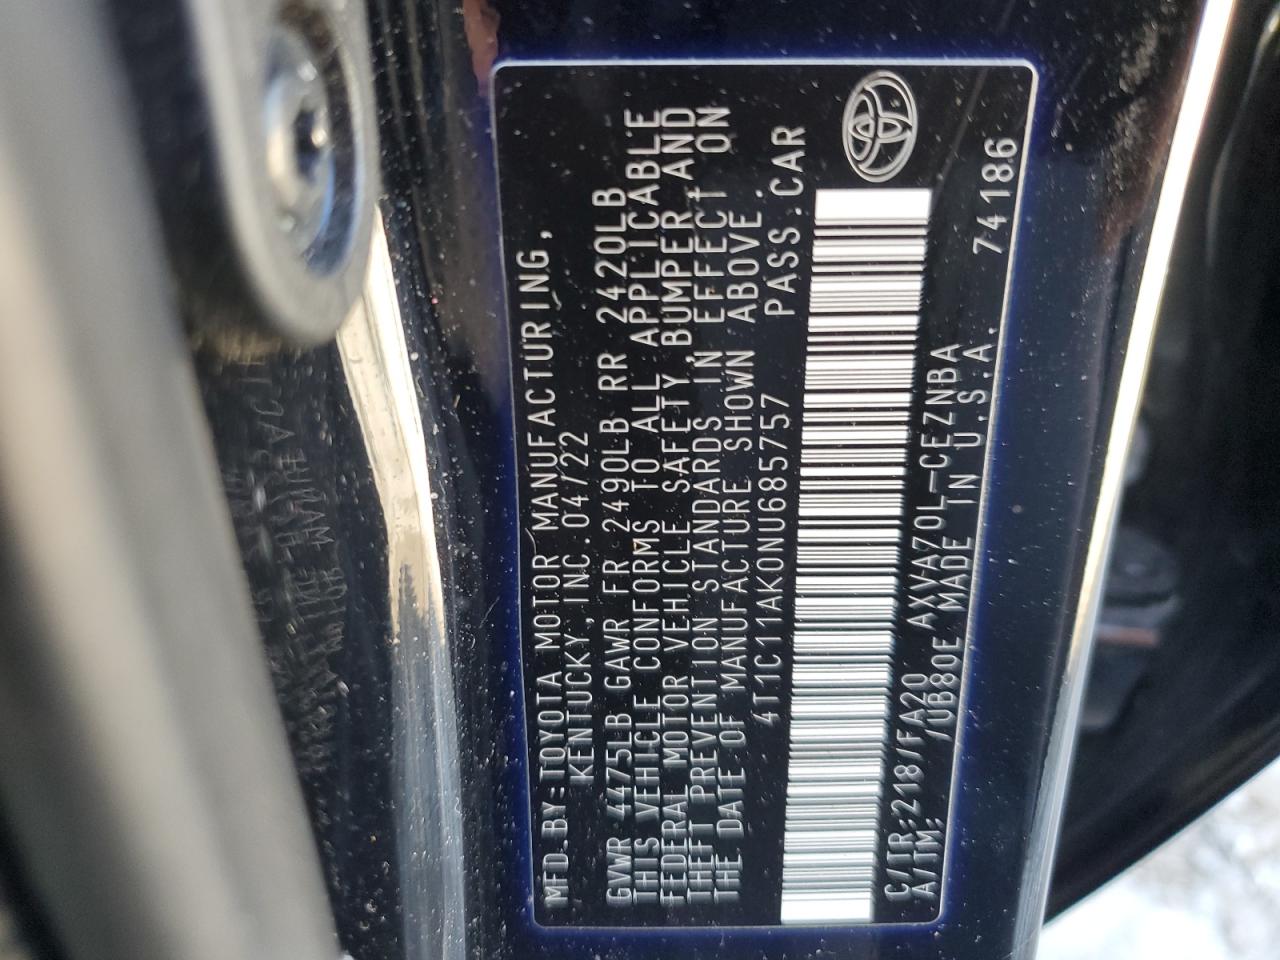 MFD.BY:TOYOTA MOTOR MANUFACTURING,
KENTUCKY,INC.04/22
GVWR 4475LB GAWR FR 2490LB RR 2420LB
THIS VEHICLE CONFORMS TO ALL APPLICABLE
FEDERAL MOTOR VEHICLE SAFETY,BUMPER,AND
THEFT PREVENTION STANDARDS IN EFFECT ON
THE DATE OF MANUFACTURE SHOWN ABOVE.
4T1C11AK0NU685757 PASS.CAR
C/TR:218/FA20 AXVA70L-CEZNBA
A/TM: /UB80E MADE IN U.S.A. 74186